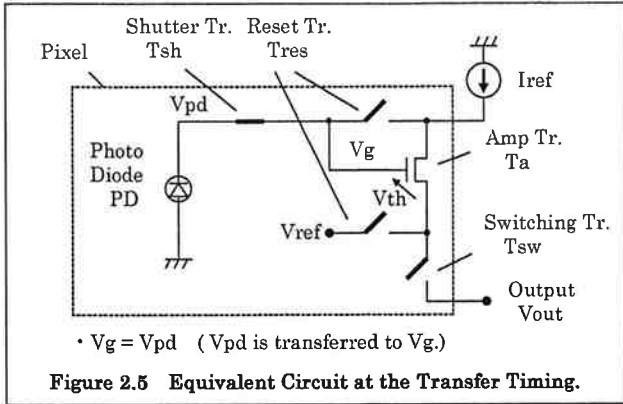 Shutter Tr.
Tsh
Reset Tr.
Tres
Pixel
Iref
Vpd
Photo
Diode
PD
Vg
Amp Tr.
Ta
Vth
Vref
Switching Tr.
Tsw
Output
Vout
・Vg = Vpd ( Vpd is transferred to Vg.)
Figure 2.5 Equivalent Circuit at the Transfer Timing.